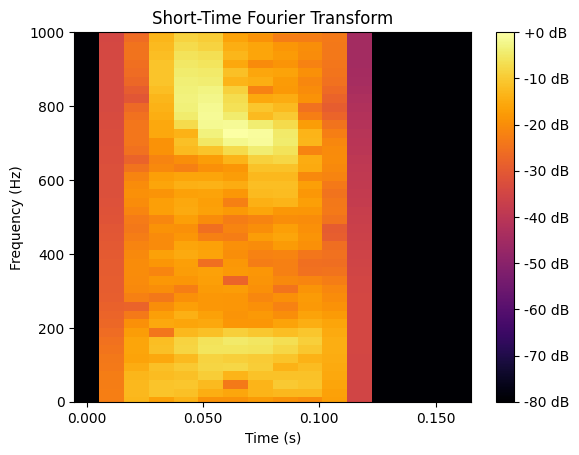 Short-Time Fourier Transform
Frequency (Hz)
1000
800
600
400
200
0
0.000
0.050
0.100
0.150
Time (s)
+0 dB
-10 dB
-20 dB
-30 dB
-40 dB
-50 dB
-60 dB
-70 dB
-80 dB